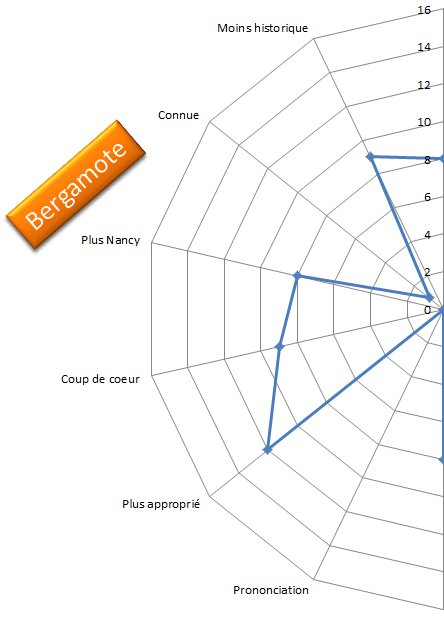 16
Moins historique
14
12
Connue
10
Bergamote
8
6
Plus Nancy
4
2
0
Coup de coeur
Plus approprié
Prononciation